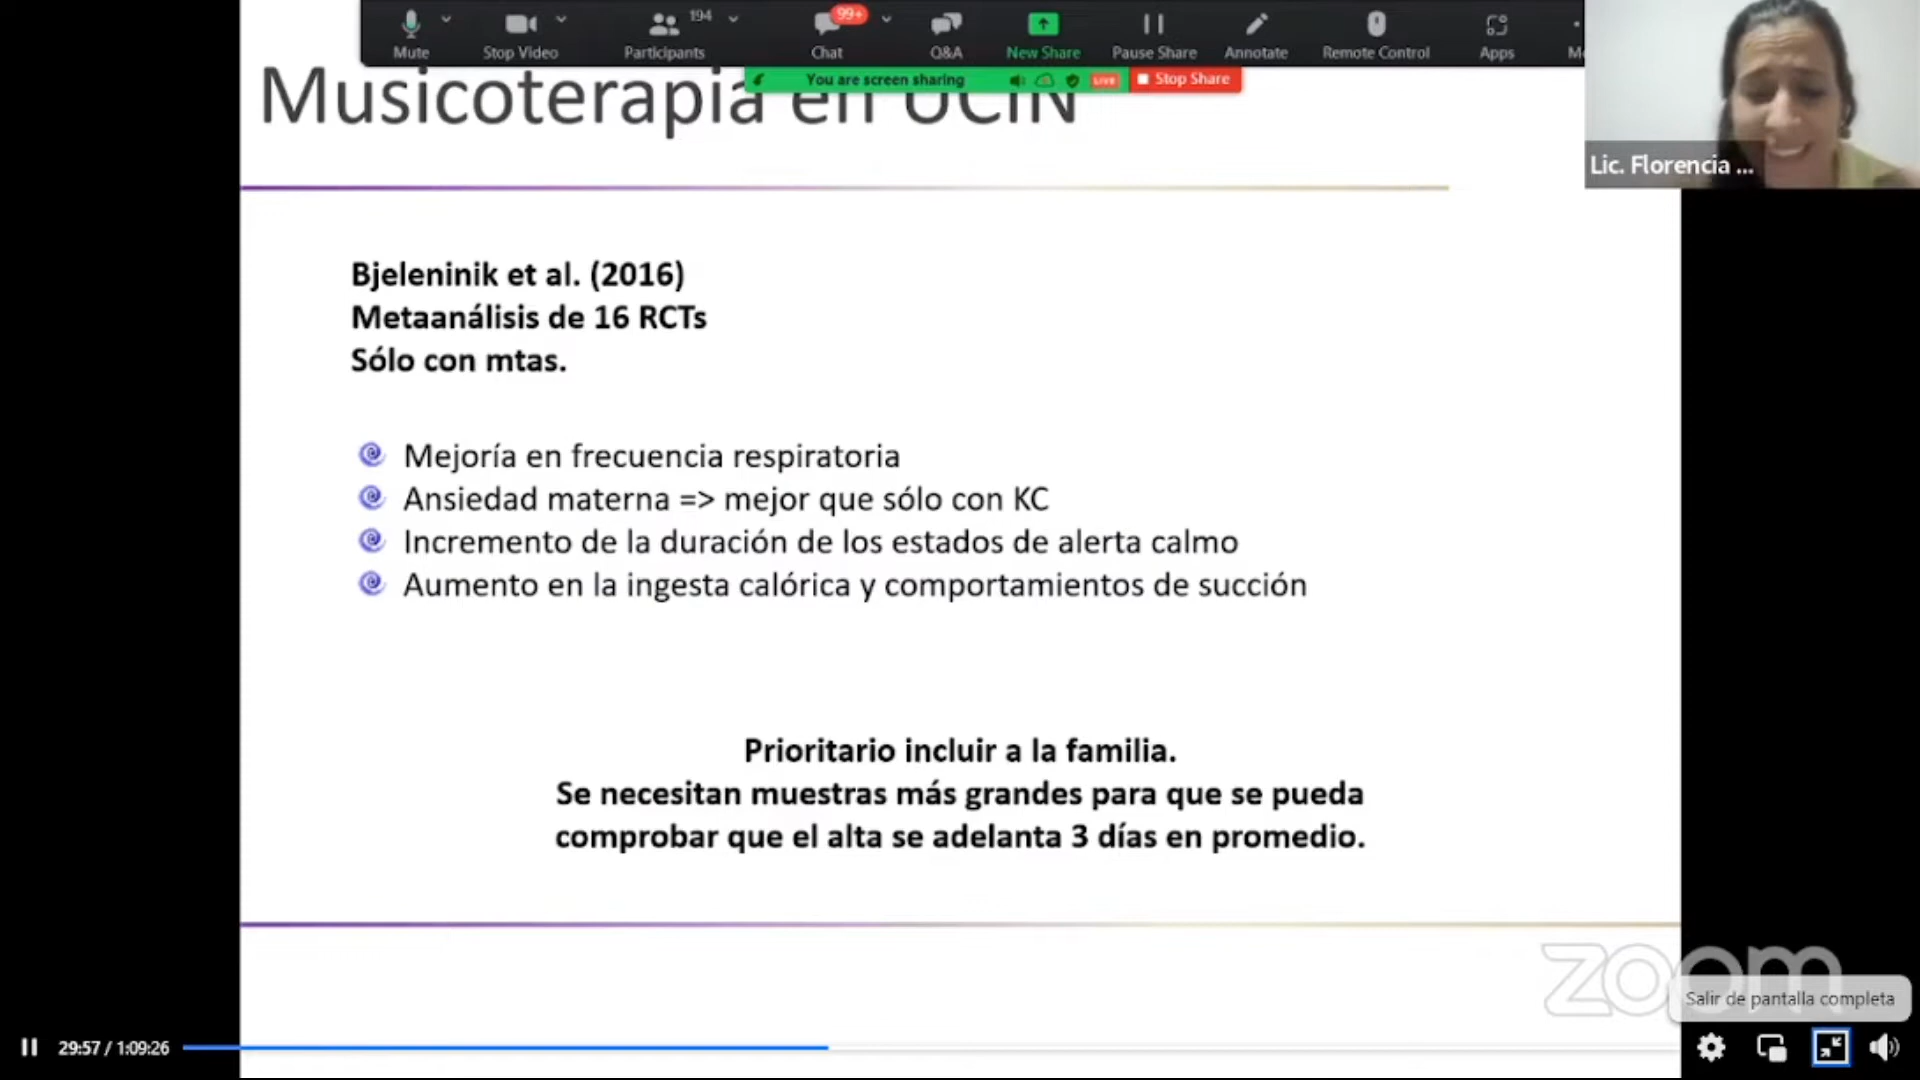 Mute
Stop Video
Participants
194
Chat
99+
Q&A
New Share
Pause Share
Annotate
Remote Control
Apps
You are screen sharing
LIVE
Stop Share
Musicoterapia en UCIN
Lic. Florencia ...
Bjeleninik et al. (2016)
Metaanálisis de 16 RCTs
Sólo con mtas.
Mejoría en frecuencia respiratoria
Ansiedad materna => mejor que sólo con KC
Incremento de la duración de los estados de alerta calmo
Aumento en la ingesta calórica y comportamientos de succión
Prioritario incluir a la familia.
Se necesitan muestras más grandes para que se pueda
comprobar que el alta se adelanta 3 días en promedio.
zoom
Salir de pantalla completa
29:57 / 1:09:26